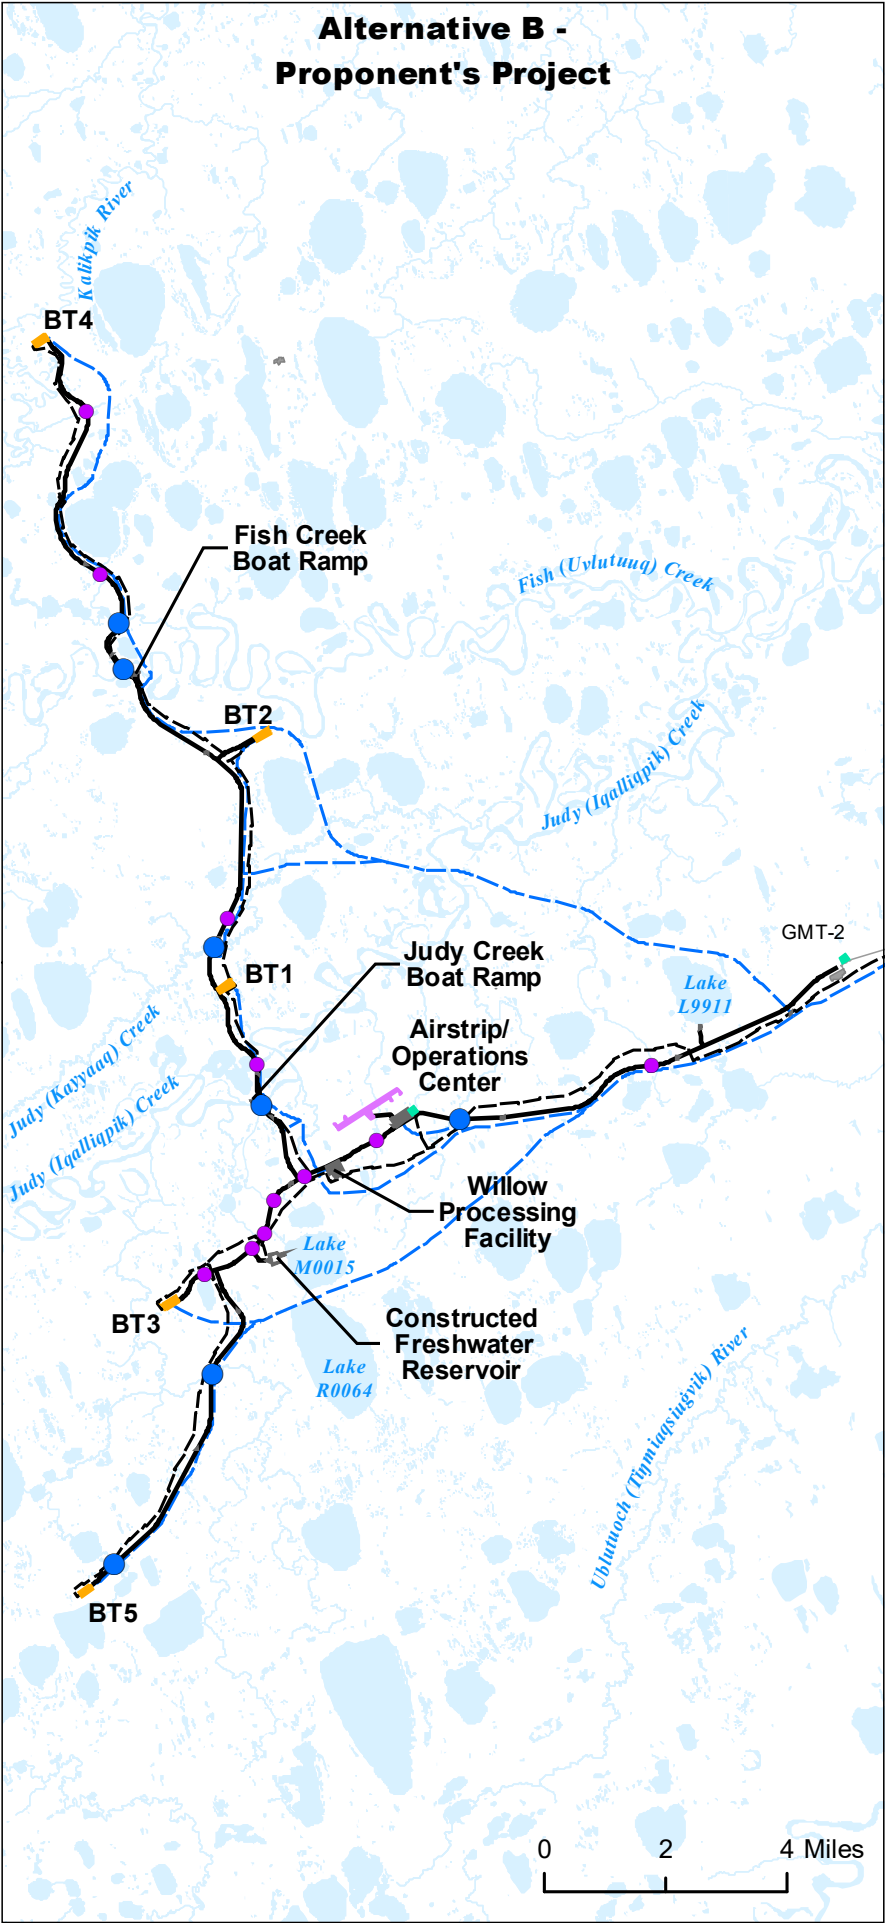 Alternative B -
Proponent's Project
Kalikpik River
BT4
Fish Creek
Boat Ramp
Fish (Uvlutuuq) Creek
BT2
Judy (Iqalliqpik) Creek
GMT-2
Judy Creek
Boat Ramp
BT1
Lake
L9911
Airstrip/
Operations
Center
Judy (Kayyaaq) Creek
Judy (Iqalliqpik) Creek
Willow
Processing
Facility
Lake
M0015
BT3
Constructed
Freshwater
Reservoir
Lake
R0064
Ublutuoch (Tiŋmiaqsiuġvik) River
BT5
0 2 4 Miles